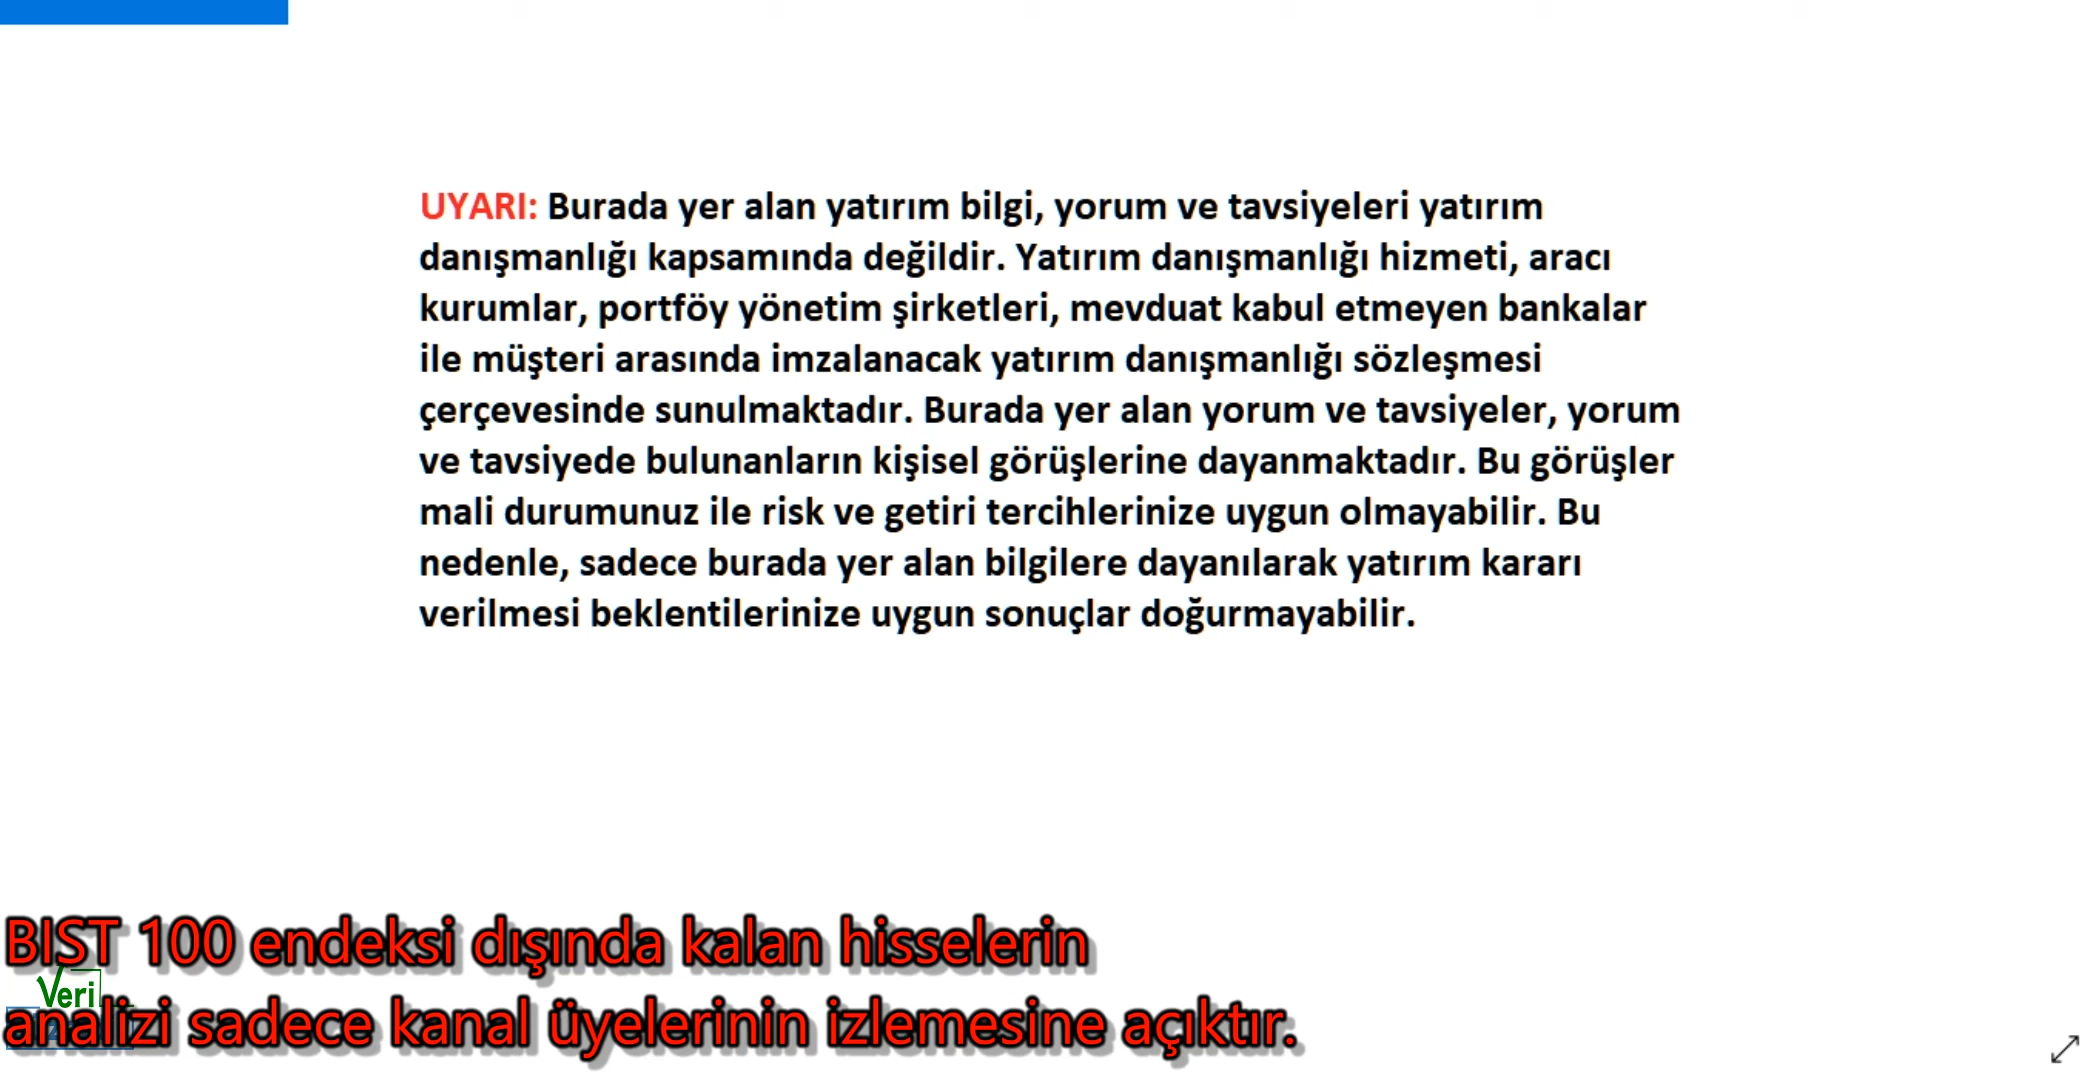 UYARI: Burada yer alan yatırım bilgi, yorum ve tavsiyeleri yatırım
danışmanlığı kapsamında değildir. Yatırım danışmanlığı hizmeti, aracı
kurumlar, portföy yönetim şirketleri, mevduat kabul etmeyen bankalar
ile müşteri arasında imzalanacak yatırım danışmanlığı sözleşmesi
çerçevesinde sunulmaktadır. Burada yer alan yorum ve tavsiyeler, yorum
ve tavsiyede bulunanların kişisel görüşlerine dayanmaktadır. Bu görüşler
mali durumunuz ile risk ve getiri tercihlerinize uygun olmayabilir. Bu
nedenle, sadece burada yer alan bilgilere dayanılarak yatırım kararı
verilmesi beklentilerinize uygun sonuçlar doğurmayabilir.
BIST 100 endeksi dışında kalan hisselerin
Veri
analizi sadece kanal üyelerinin izlemesine açıktır.